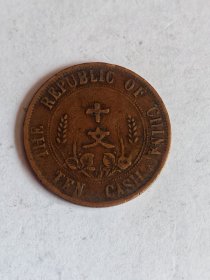 THE REPUBLIC OF CHINA
十
文
TEN CASH